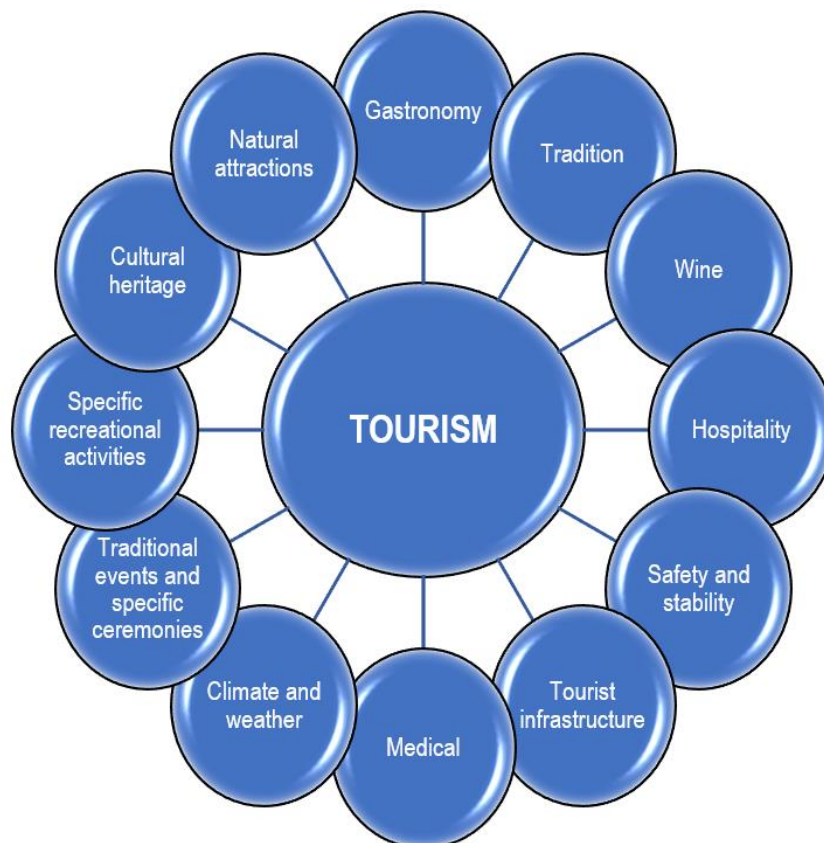 Gastronomy
Tradition
Wine
Hospitality
Safety and
stability
Tourist
infrastructure
Medical
Climate and
weather
Traditional
events and
specific
ceremonies
Specific
recreational
activities
Cultural
heritage
Natural
attractions
TOURISM